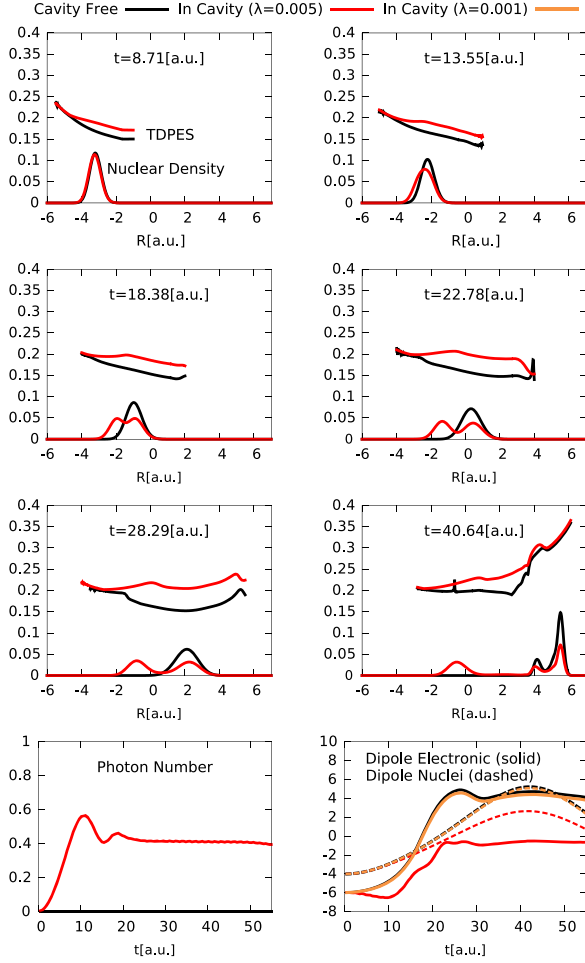 Cavity Free In Cavity (λ=0.005) In Cavity (λ=0.001)
t=8.71[a.u.]
TDPES
Nuclear Density
0.4
0.35
0.3
0.25
0.2
0.15
0.1
0.05
0
-6 -4 -2 0 2 4 6
R[a.u.]
t=13.55[a.u.]
0.4
0.35
0.3
0.25
0.2
0.15
0.1
0.05
0
-6 -4 -2 0 2 4 6
R[a.u.]
t=18.38[a.u.]
0.4
0.35
0.3
0.25
0.2
0.15
0.1
0.05
0
-6 -4 -2 0 2 4 6
R[a.u.]
t=22.78[a.u.]
0.4
0.35
0.3
0.25
0.2
0.15
0.1
0.05
0
-6 -4 -2 0 2 4 6
R[a.u.]
t=28.29[a.u.]
0.4
0.35
0.3
0.25
0.2
0.15
0.1
0.05
0
-6 -4 -2 0 2 4 6
R[a.u.]
t=40.64[a.u.]
0.4
0.35
0.3
0.25
0.2
0.15
0.1
0.05
0
-6 -4 -2 0 2 4 6
R[a.u.]
Photon Number
1
0.8
0.6
0.4
0.2
0
0 10 20 30 40 50
t[a.u.]
Dipole Electronic (solid)
Dipole Nuclei (dashed)
10
8
6
4
2
0
-2
-4
-6
-8
0 10 20 30 40 50
t[a.u.]